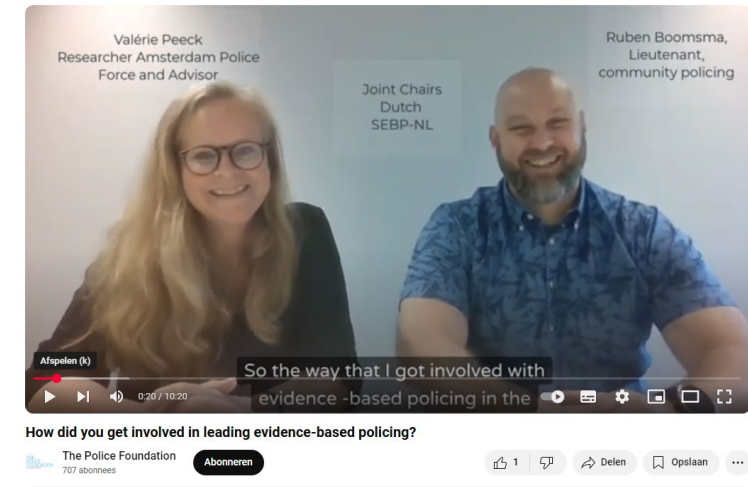 Valérie Peeck
Researcher Amsterdam Police
Force and Advisor
Joint Chairs
Dutch
SEBP-NL
Ruben Boomsma,
Lieutenant,
community policing
Afspelen (k)
So the way that I got involved with
evidence -based policing in the
0:20 / 10:20
How did you get involved in leading evidence-based policing?
The Police Foundation
707 abonnees
Abonneren
1
Delen
Opslaan